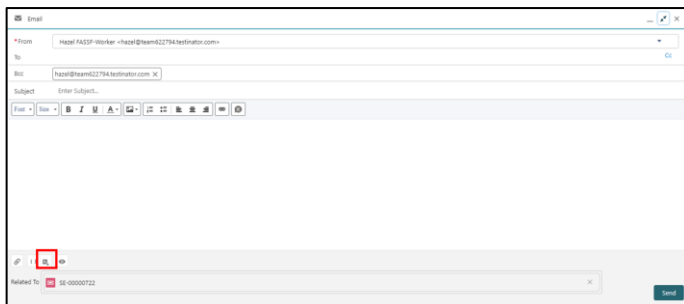 Email
*From Hazel FASSF-Worker <hazel@team622794.testinator.com>
To Cc
Bcc hazel@team622794.testinator.com
Subject Enter Subject...
Font Size B I U A
Related To SE-00000722
Send